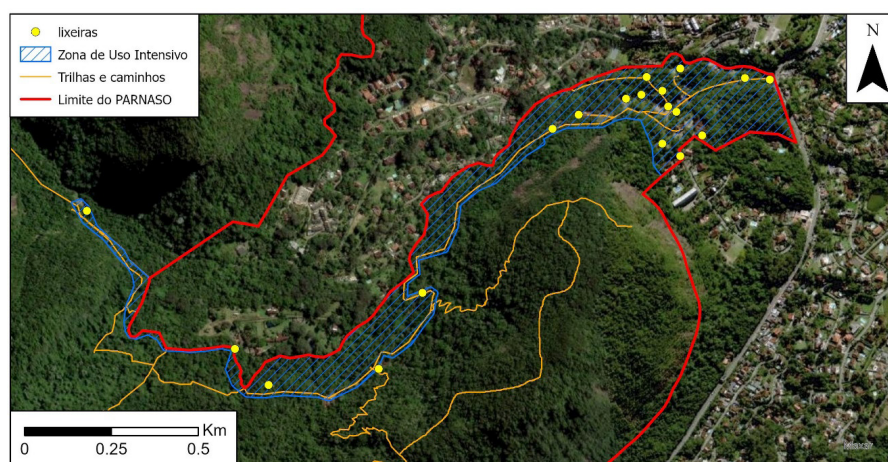 lixeiras
Zona de Uso Intensivo
Trilhas e caminhos
Limite do PARNASO
N
Km
0 0.25 0.5